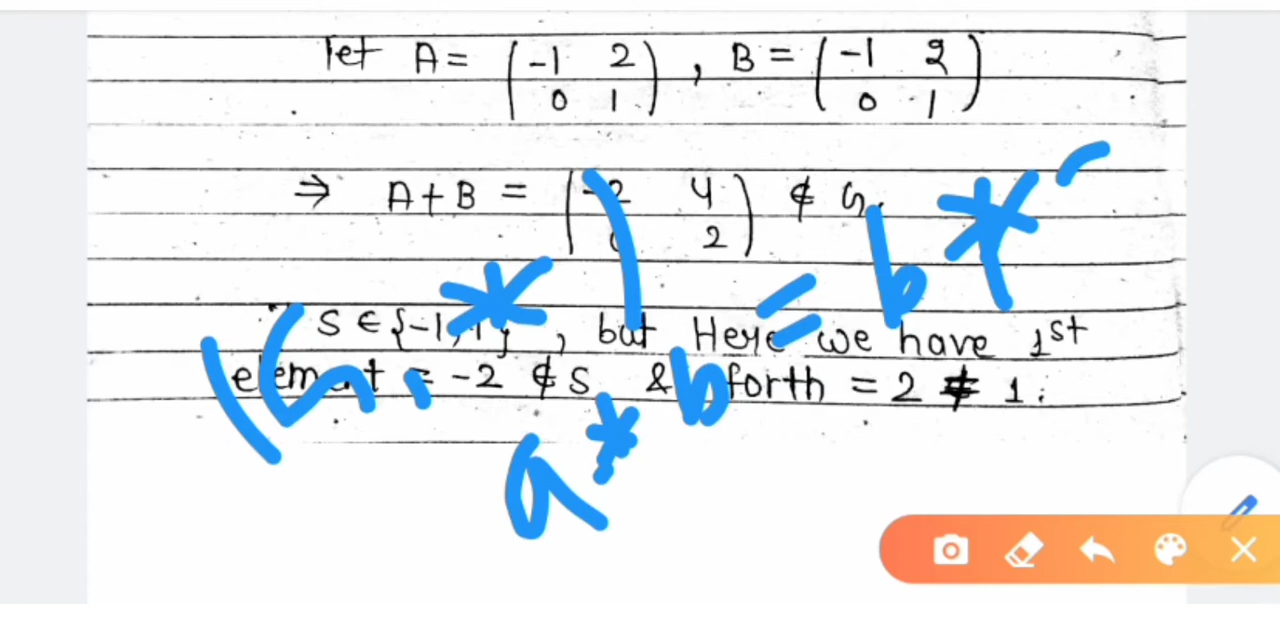 let A = (-1 2 0 1), B = (-1 2 0 1)
⇒ A+B = (-2 4 0 2) ∉ G.
S ∈ {-1, 1}, but Here we have 1st
element = -2 ∉ S & forth = 2 ≠ 1.
(G, *)
a * b = b *